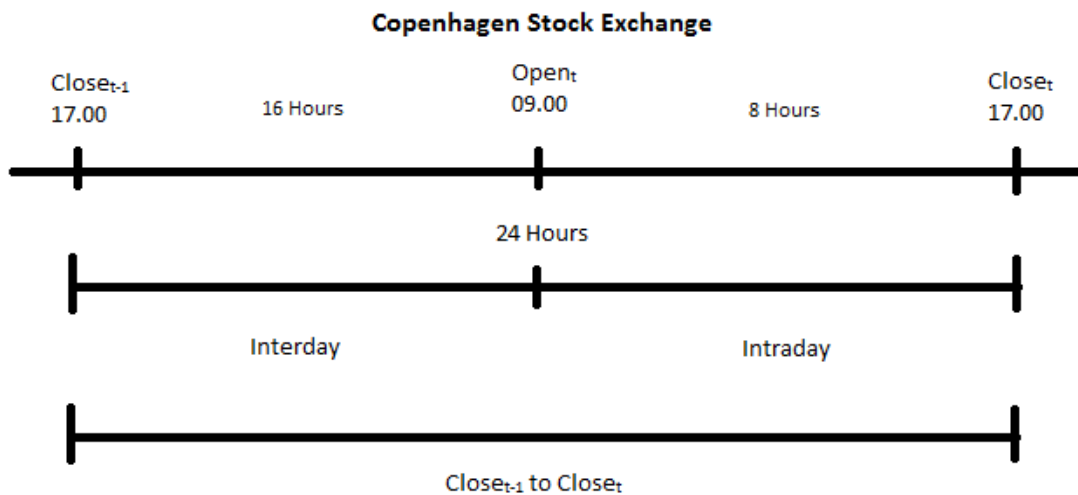 Copenhagen Stock Exchange
Closeₜ₋₁
17.00
16 Hours
Openₜ
09.00
8 Hours
Closeₜ
17.00
24 Hours
Interday
Intraday
Closeₜ₋₁ to Closeₜ